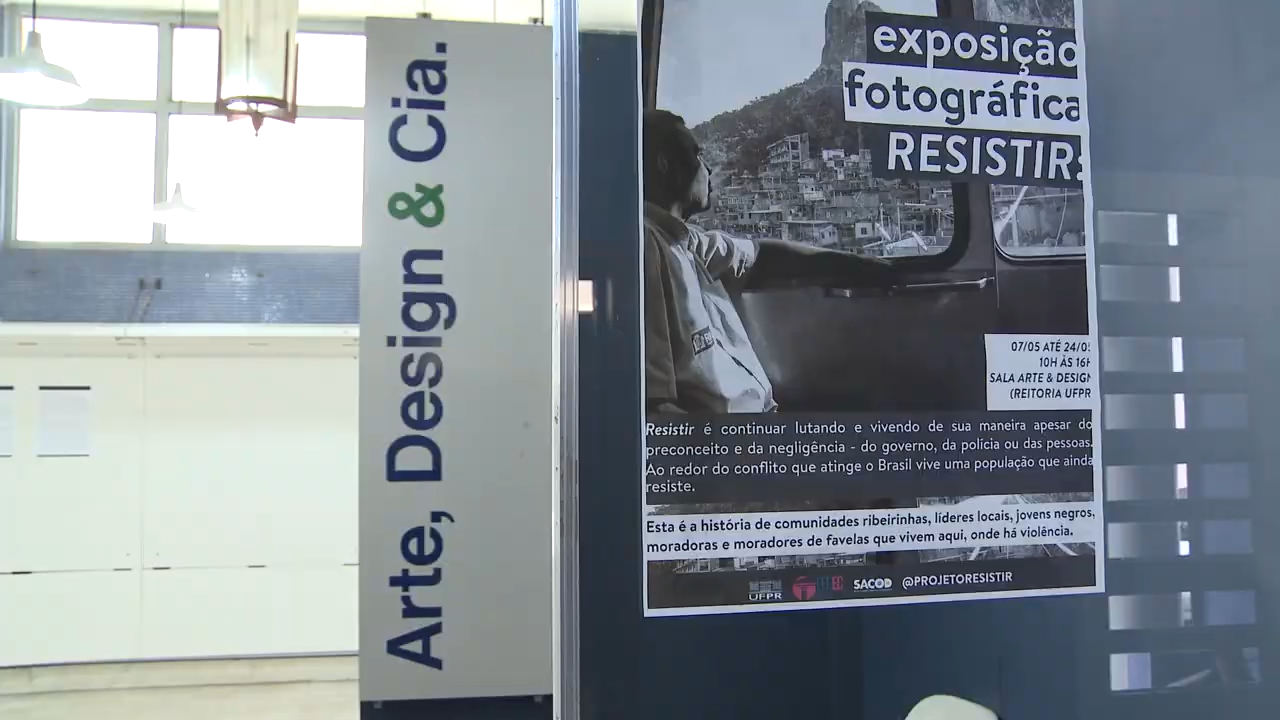 Arte, Design & Cia.
exposição
fotográfica
RESISTIR:
07/05 ATÉ 24/05
10H ÀS 16H
SALA ARTE & DESIGN
(REITORIA UFPR
Resistir é continuar lutando e vivendo de sua maneira apesar do
preconceito e da negligência - do governo, da polícia ou das pessoas.
Ao redor do conflito que atinge o Brasil vive uma população que ainda
resiste.
Esta é a história de comunidades ribeirinhas, líderes locais, jovens negros,
moradoras e moradores de favelas que vivem aqui, onde há violência.
UFPR SACOD @PROJETORESISTIR